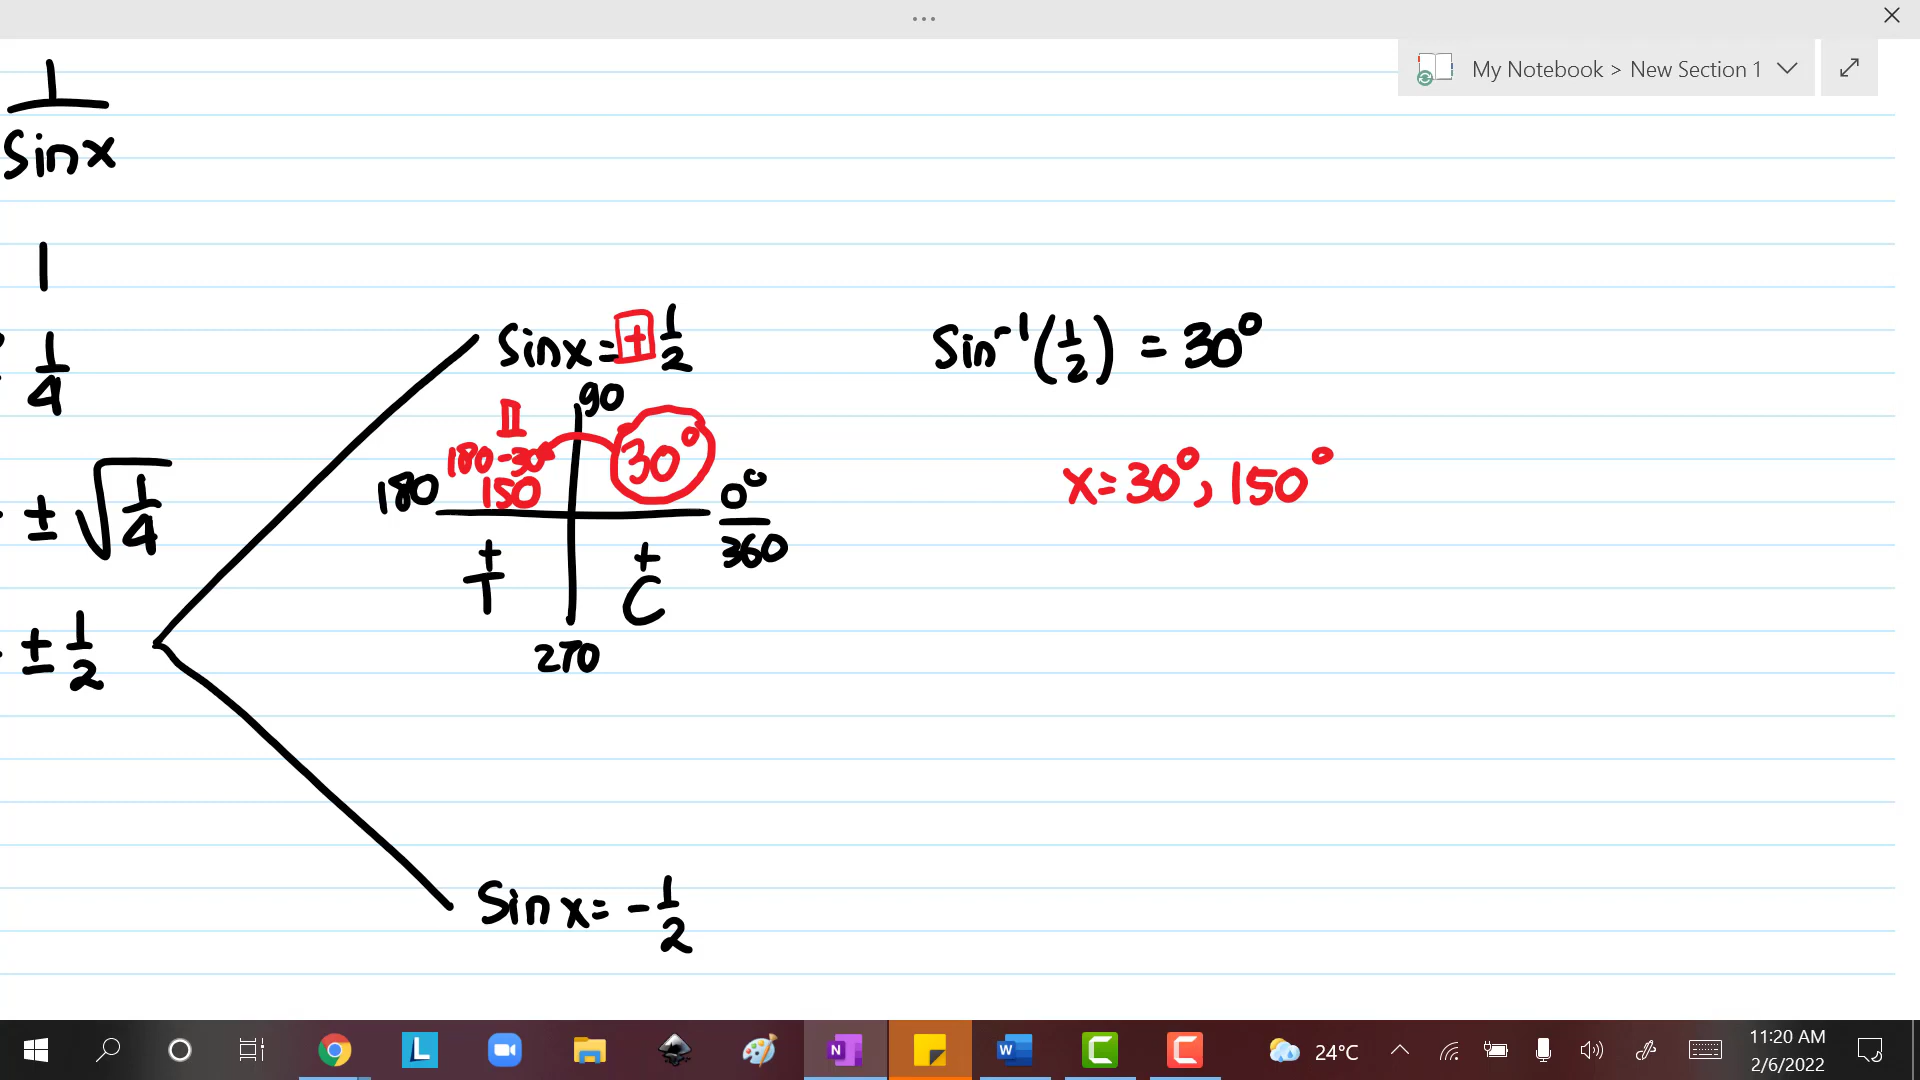 ...
My Notebook > New Section 1
1
Sinx
1
1
4
± √1/4
± 1/2
Sinx = + 1/2
90
II
180-30°
150
30°
180
0°
360
+
T
+
C
270
Sin⁻¹(1/2) = 30°
x = 30°, 150°
Sin x = -1/2
24°C
11:20 AM
2/6/2022